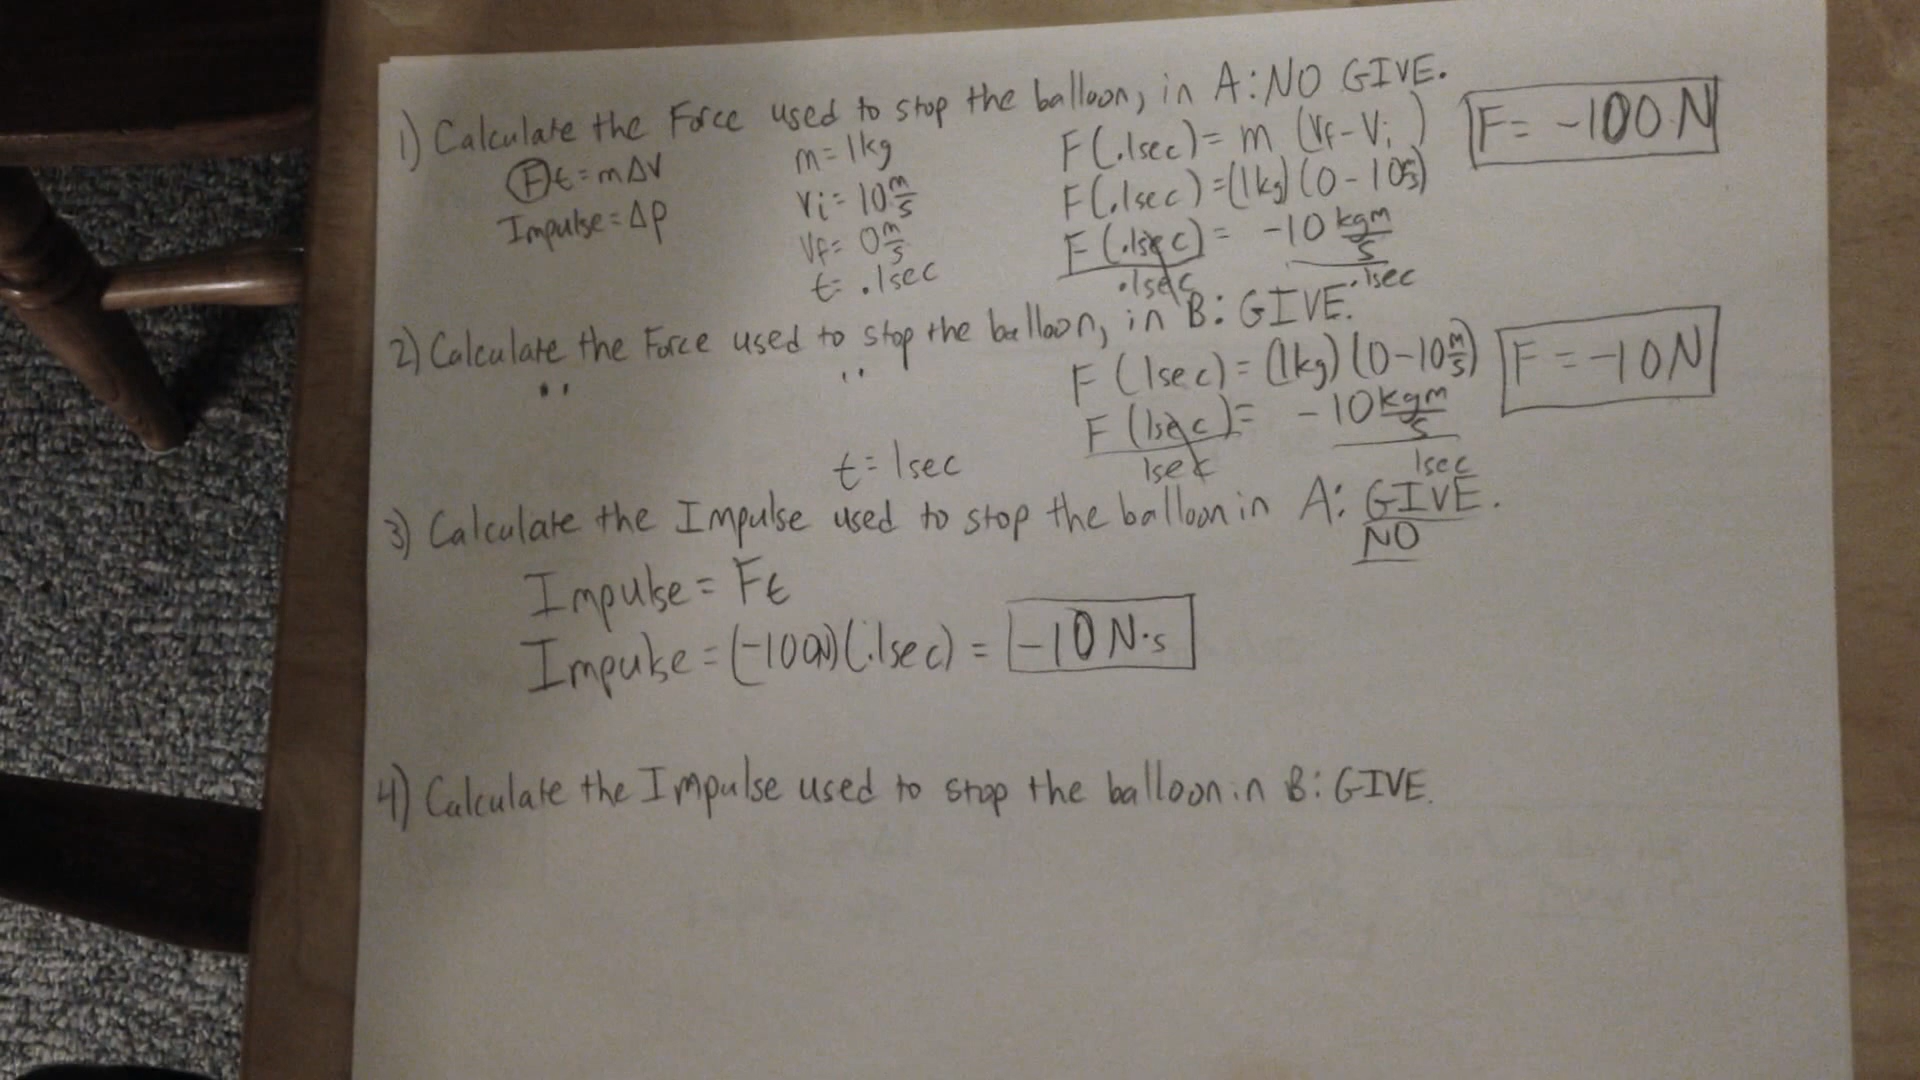 1) Calculate the Force used to stop the balloon, in A: NO GIVE.
Ft = mΔV
Impulse = Δp
m = 1kg
Vi = 10 m/s
Vf = 0 m/s
t = .1sec
F(.1sec) = m (Vf - Vi)
F(.1sec) = (1kg)(0 - 10 m/s)
F(.1sec) = -10 kgm/s
.1sec .1sec
F = -100 N
2) Calculate the Force used to stop the balloon, in B: GIVE.
" "
t = 1sec
F (1sec) = (1kg) (0 - 10 m/s)
F (1sec) = -10 kgm/s
1sec 1sec
F = -10 N
3) Calculate the Impulse used to stop the balloon in A: GIVE.
NO
Impulse = Ft
Impulse = (-100N)(.1sec) = -10 N·s
4) Calculate the Impulse used to stop the balloon in B: GIVE.